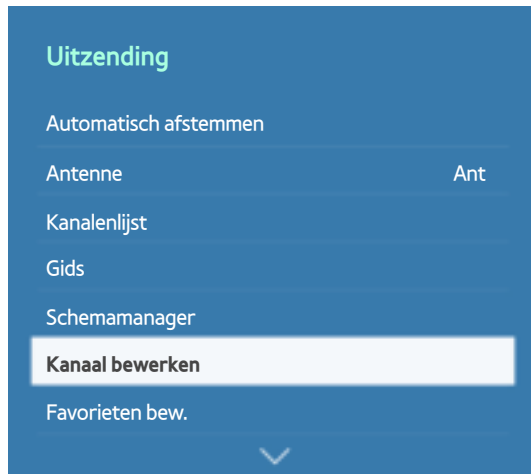 Uitzending
Automatisch afstemmen
Antenne Ant
Kanalenlijst
Gids
Schemamanager
Kanaal bewerken
Favorieten bew.